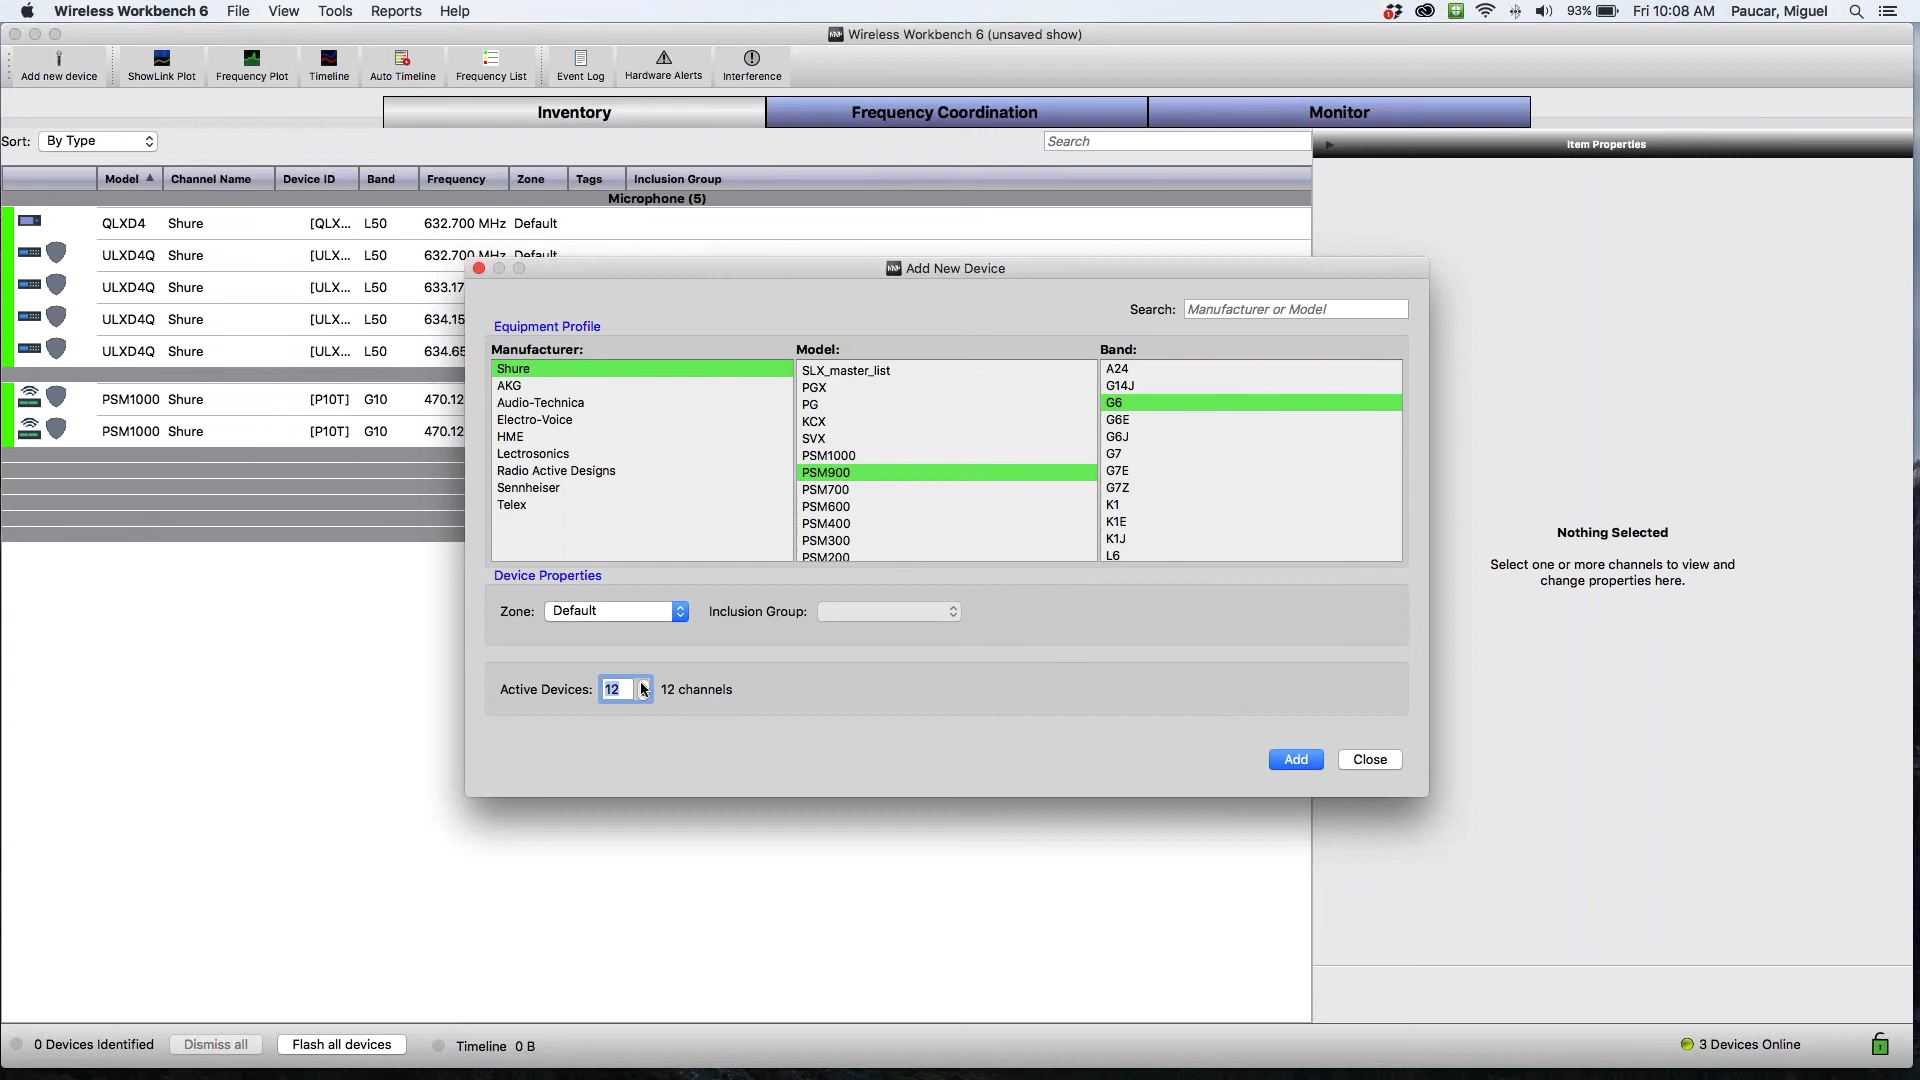 Wireless Workbench 6 File View Tools Reports Help 93% Fri 10:08 AM Paucar, Miguel
Wireless Workbench 6 (unsaved show)
Add new device ShowLink Plot Frequency Plot Timeline Auto Timeline Frequency List Event Log Hardware Alerts Interference
Inventory Frequency Coordination Monitor
Sort: By Type Search Item Properties
Model Channel Name Device ID Band Frequency Zone Tags Inclusion Group
Microphone (5)
QLXD4 Shure [QLX... L50 632.700 MHz Default
ULXD4Q Shure [ULX... L50 632.700 MHz Default
ULXD4Q Shure [ULX... L50 633.17
ULXD4Q Shure [ULX... L50 634.15
ULXD4Q Shure [ULX... L50 634.65
PSM1000 Shure [P10T] G10 470.12
PSM1000 Shure [P10T] G10 470.12
Add New Device
Search: Manufacturer or Model
Equipment Profile
Manufacturer: Model: Band:
Shure SLX_master_list A24
AKG PGX G14J
Audio-Technica PG G6
Electro-Voice KCX G6E
HME SVX G6J
Lectrosonics PSM1000 G7
Radio Active Designs PSM900 G7E
Sennheiser PSM700 G7Z
Telex PSM600 K1
PSM400 K1E
PSM300 K1J
PSM200 L6
Device Properties
Zone: Default Inclusion Group:
Active Devices: 12 12 channels
Add Close
Nothing Selected
Select one or more channels to view and
change properties here.
0 Devices Identified Dismiss all Flash all devices Timeline 0 B 3 Devices Online